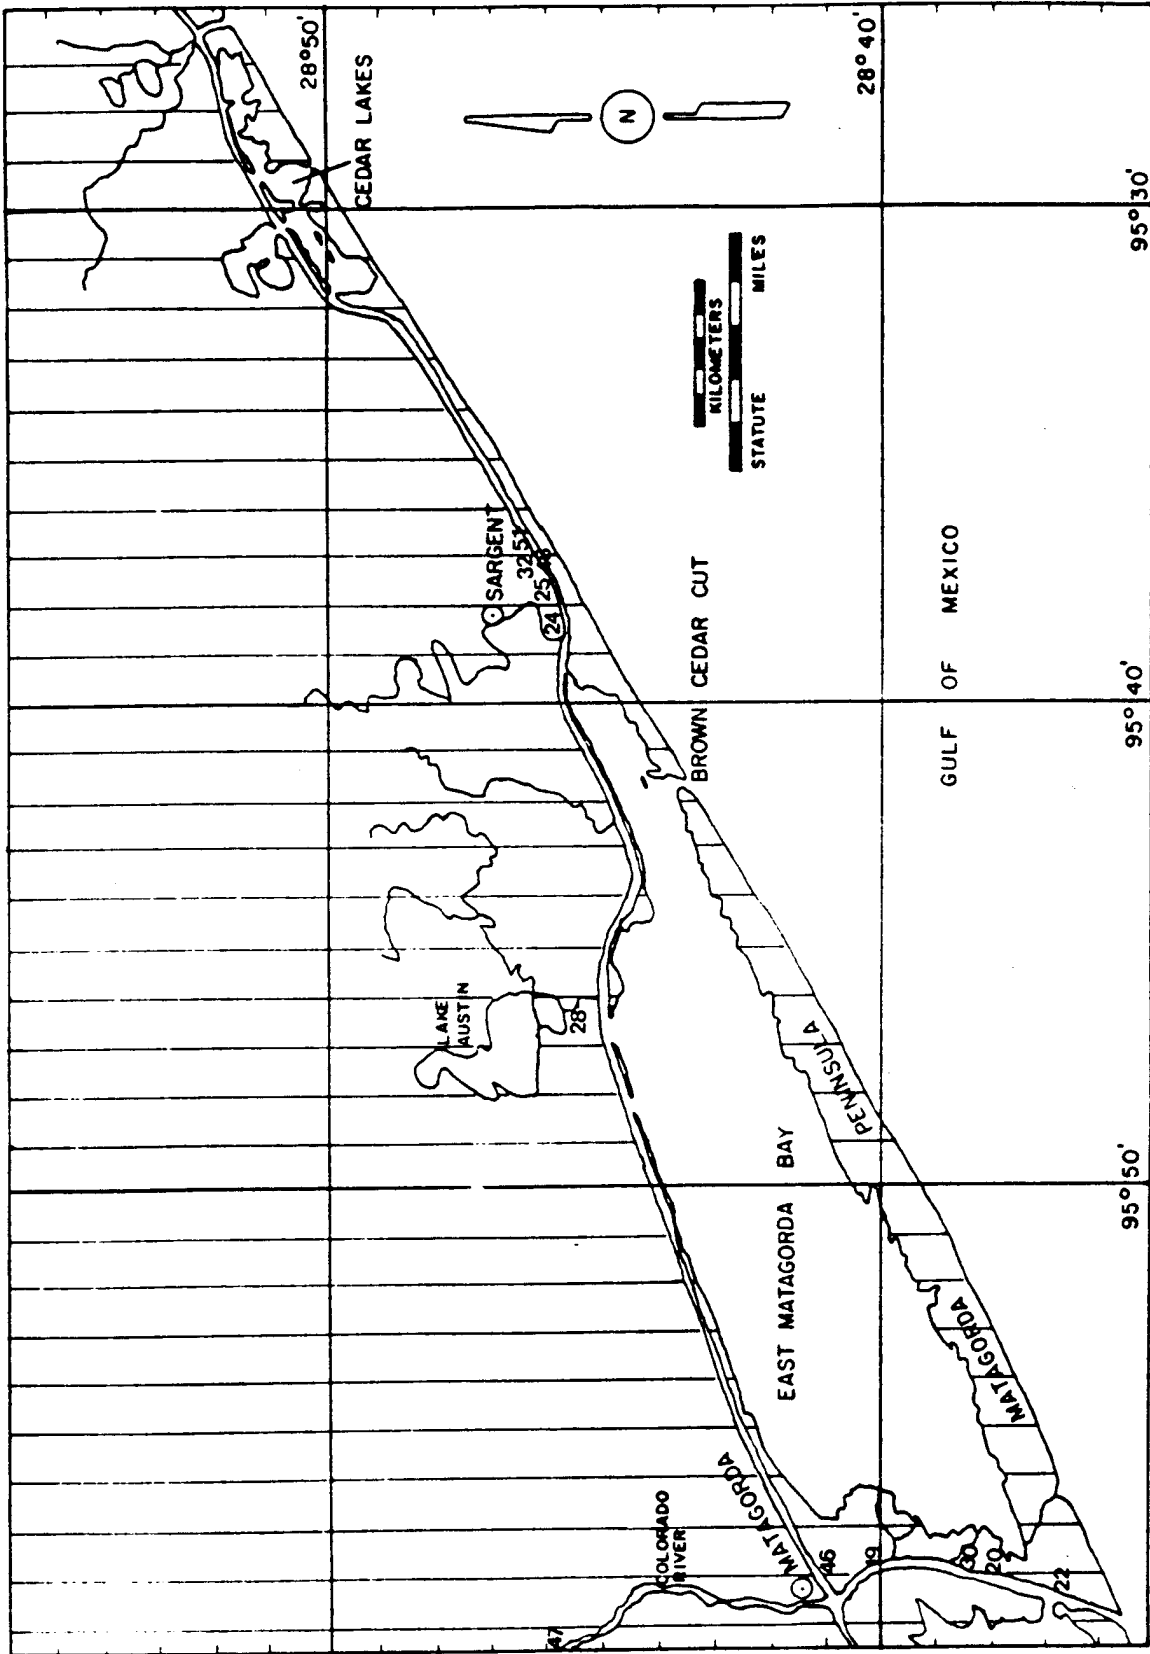 28°50'
CEDAR LAKES
28°40'
N
95°30'
KILOMETERS
STATUTE MILES
SARGENT
32 51
25 48
24
BROWN CEDAR CUT
GULF OF MEXICO
95°40'
LAKE
AUSTIN
28
PENINSULA
EAST MATAGORDA BAY
95°50'
MATAGORDA
COLORADO
RIVER
MATAGORDA
46
19
30
20
22
47